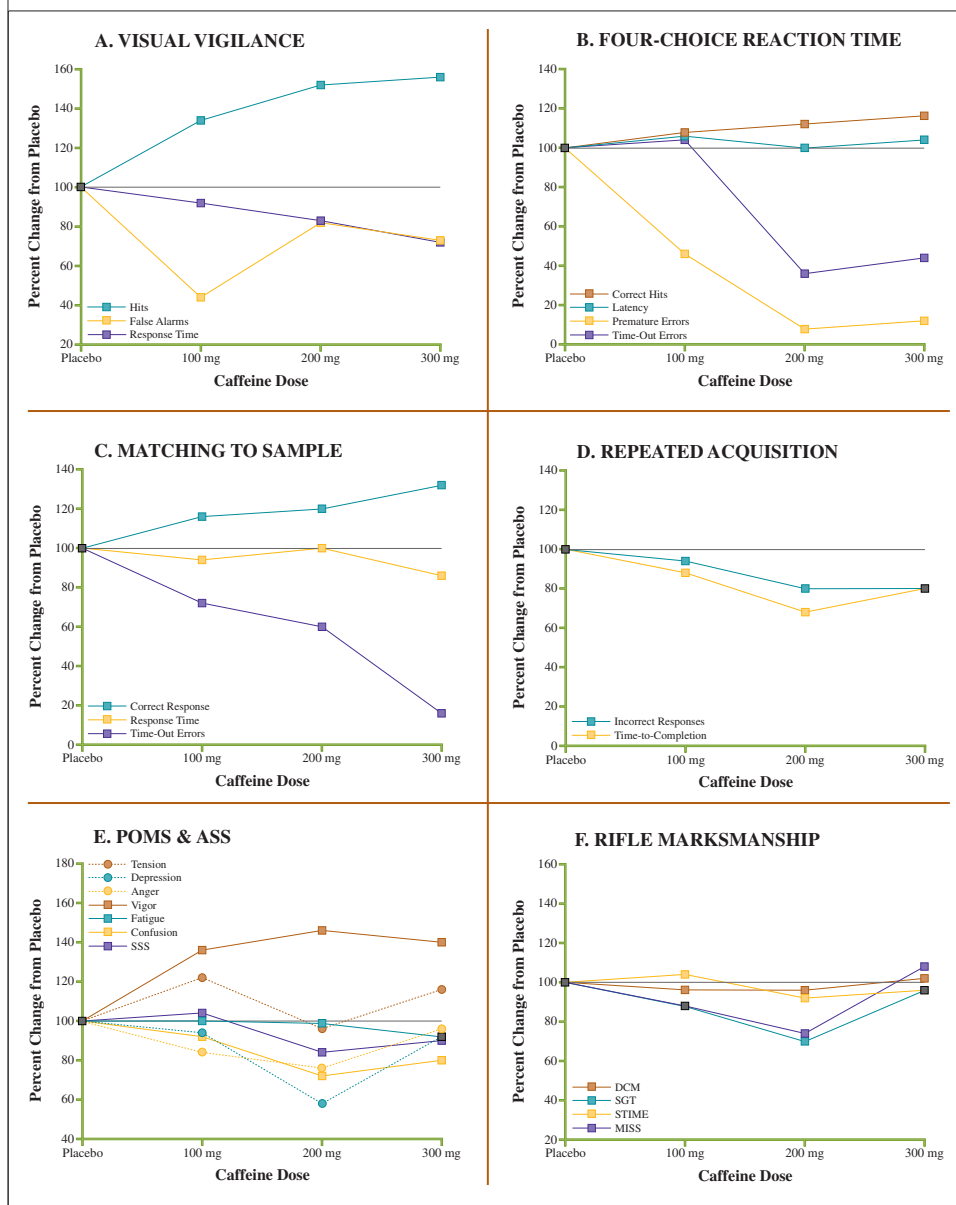 A. VISUAL VIGILANCE
160
140
120
100
80
60
40
20
Percent Change from Placebo
Hits
False Alarms
Response Time
Placebo
100 mg
200 mg
300 mg
Caffeine Dose
B. FOUR-CHOICE REACTION TIME
140
120
100
80
60
40
20
0
Percent Change from Placebo
Correct Hits
Latency
Premature Errors
Time-Out Errors
Placebo
100 mg
200 mg
300 mg
Caffeine Dose
C. MATCHING TO SAMPLE
140
120
100
80
60
40
20
0
Percent Change from Placebo
Correct Response
Response Time
Time-Out Errors
Placebo
100 mg
200 mg
300 mg
Caffeine Dose
D. REPEATED ACQUISITION
140
120
100
80
60
40
20
0
Percent Change from Placebo
Incorrect Responses
Time-to-Completion
Placebo
100 mg
200 mg
300 mg
Caffeine Dose
E. POMS & ASS
180
160
140
120
100
80
60
40
Percent Change from Placebo
Tension
Depression
Anger
Vigor
Fatigue
Confusion
SSS
Placebo
100 mg
200 mg
300 mg
Caffeine Dose
F. RIFLE MARKSMANSHIP
160
140
120
100
80
60
40
20
Percent Change from Placebo
DCM
SGT
STIME
MISS
Placebo
100 mg
200 mg
300 mg
Caffeine Dose